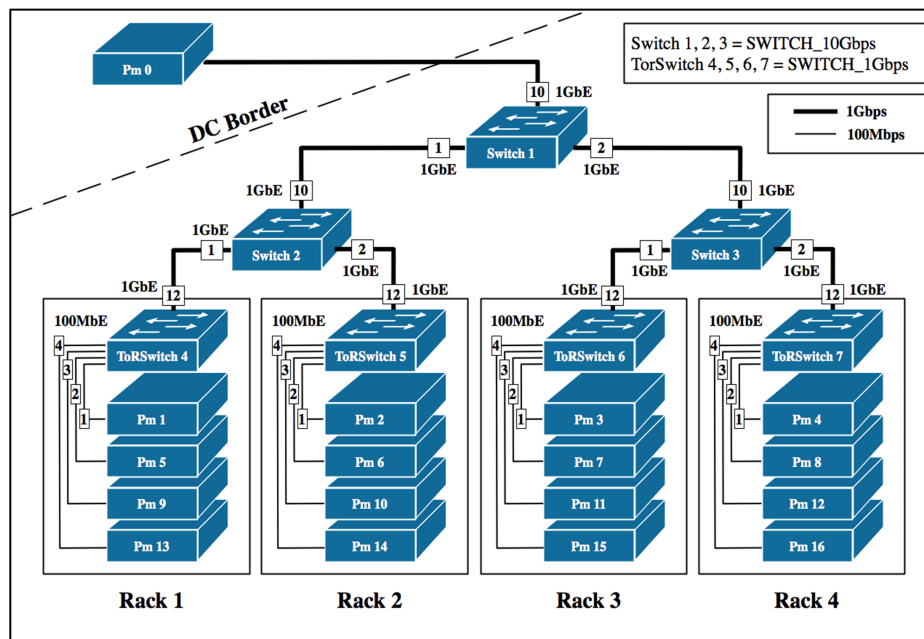 Pm 0
Switch 1, 2, 3 = SWITCH_10Gbps
TorSwitch 4, 5, 6, 7 = SWITCH_1Gbps
1Gbps
100Mbps
DC Border
10 1GbE
Switch 1
1 2
1GbE 1GbE
1GbE 10 10 1GbE
Switch 2 Switch 3
1GbE 1 2 1 2
1GbE 1GbE 1GbE
1GbE 12 12 1GbE 1GbE 12 12 1GbE
100MbE 100MbE 100MbE 100MbE
ToRSwitch 4 ToRSwitch 5 ToRSwitch 6 ToRSwitch 7
4 4 4 4
3 3 3 3
2 2 2 2
1 1 1 1
Pm 1 Pm 2 Pm 3 Pm 4
Pm 5 Pm 6 Pm 7 Pm 8
Pm 9 Pm 10 Pm 11 Pm 12
Pm 13 Pm 14 Pm 15 Pm 16
Rack 1 Rack 2 Rack 3 Rack 4